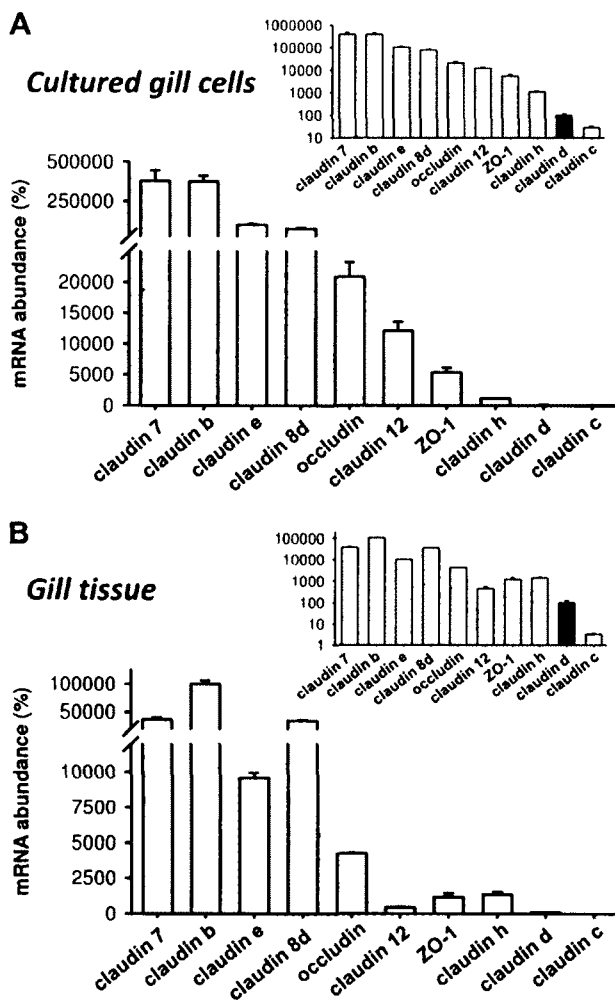 A
Cultured gill cells
1000000
100000
10000
1000
100
10
claudin 7
claudin b
claudin e
claudin 8d
occludin
claudin 12
ZO-1
claudin h
claudin d
claudin c
mRNA abundance (%)
500000
250000
20000
15000
10000
5000
0
claudin 7
claudin b
claudin e
claudin 8d
occludin
claudin 12
ZO-1
claudin h
claudin d
claudin c
B
Gill tissue
100000
10000
1000
100
10
1
claudin 7
claudin b
claudin e
claudin 8d
occludin
claudin 12
ZO-1
claudin h
claudin d
claudin c
mRNA abundance (%)
100000
50000
10000
7500
5000
2500
0
claudin 7
claudin b
claudin e
claudin 8d
occludin
claudin 12
ZO-1
claudin h
claudin d
claudin c